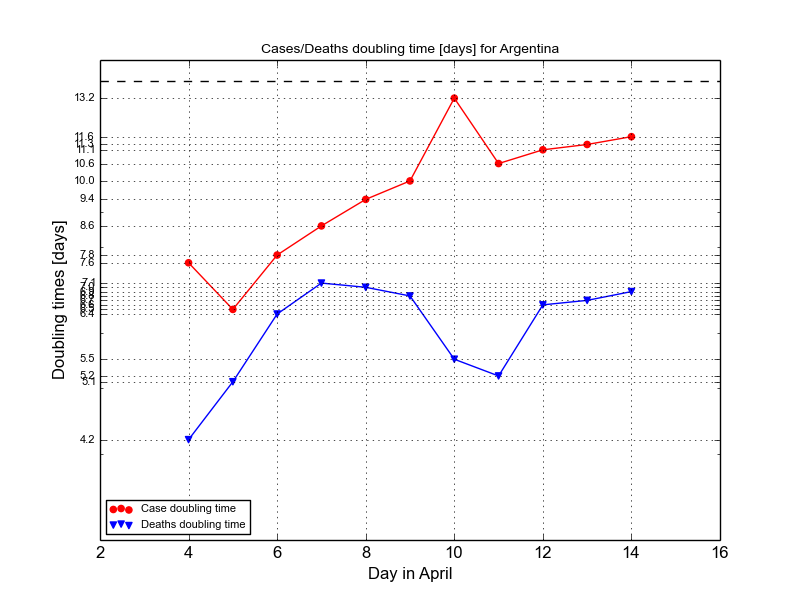 Cases/Deaths doubling time [days] for Argentina
Doubling times [days]
13.2
11.6
11.3
11.1
10.6
10.0
9.4
8.6
7.8
7.6
7.1
6.4
5.5
5.2
5.1
4.2
Case doubling time
Deaths doubling time
2 4 6 8 10 12 14 16
Day in April